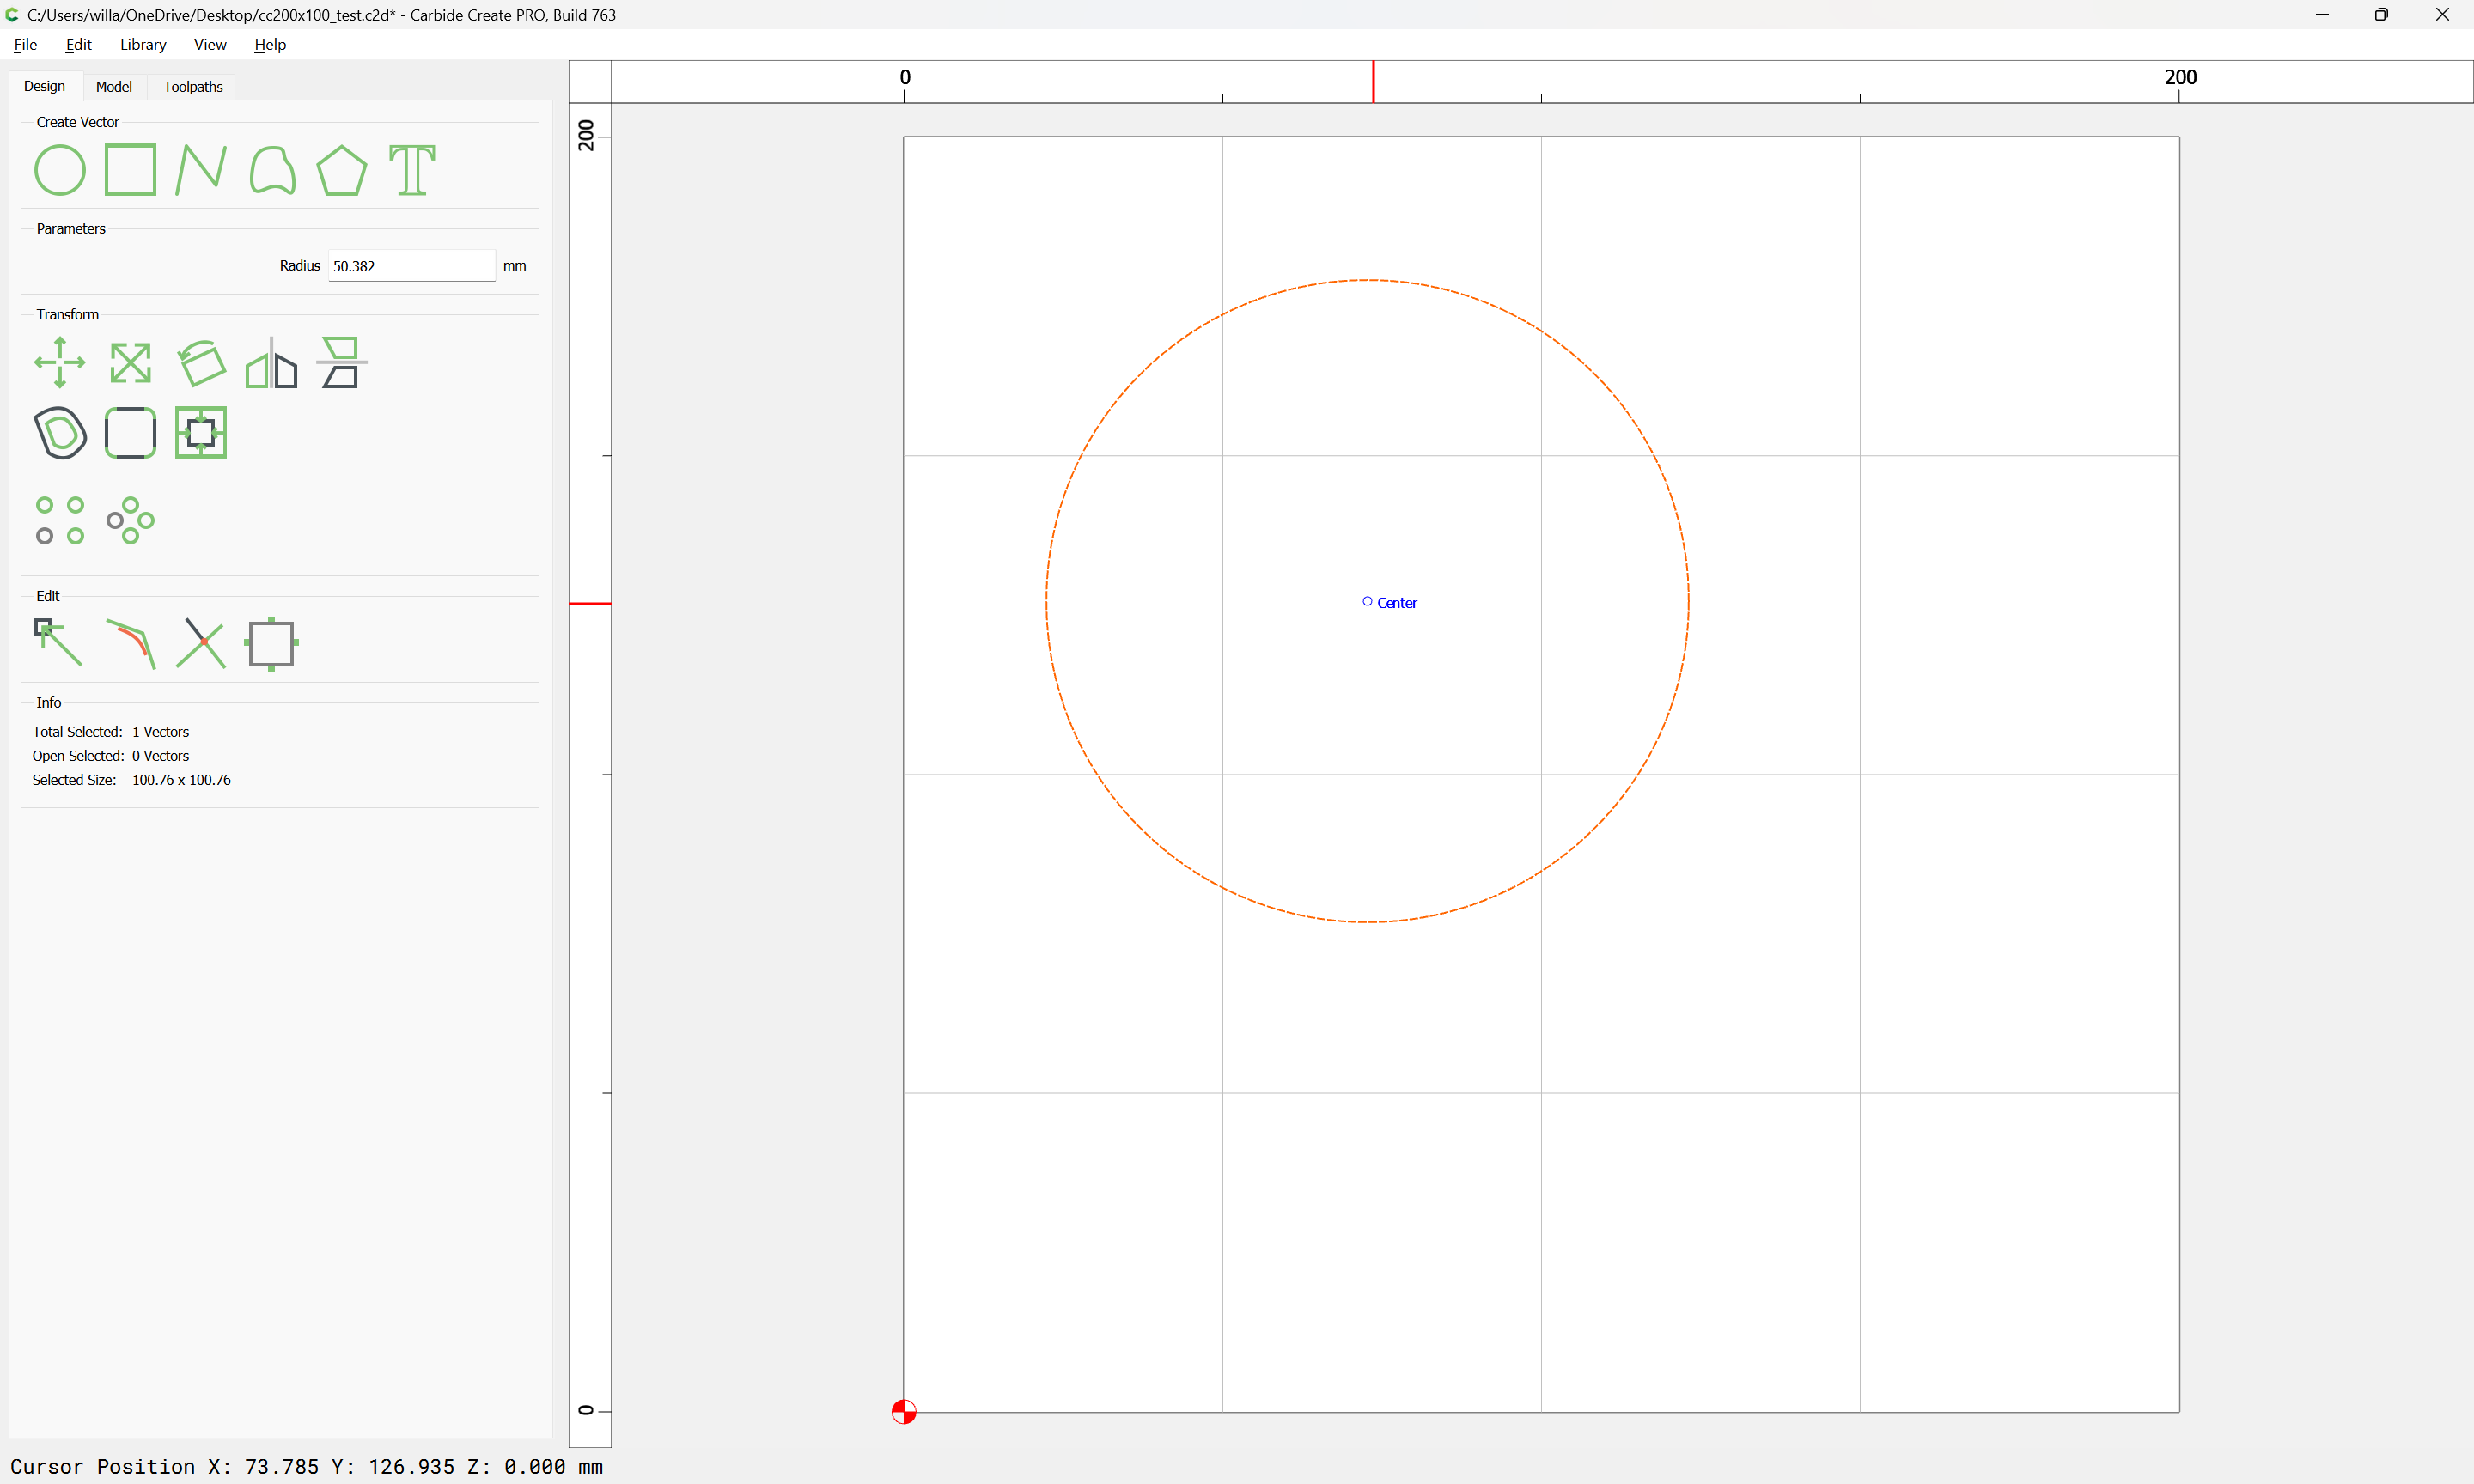 C:/Users/willa/OneDrive/Desktop/cc200x100_test.c2d* - Carbide Create PRO, Build 763
File Edit Library View Help
Design Model Toolpaths
Create Vector
Parameters
Radius 50.382 mm
Transform
Edit
Info
Total Selected: 1 Vectors
Open Selected: 0 Vectors
Selected Size: 100.76 x 100.76
0 200
200
Center
0
Cursor Position X: 73.785 Y: 126.935 Z: 0.000 mm